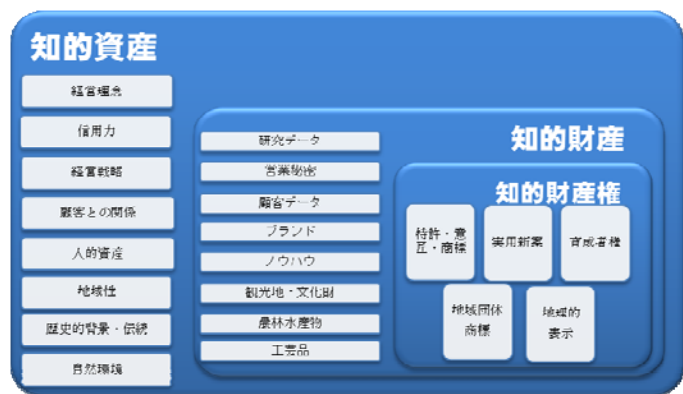 知的資産
経営理念
信用力
経営戦略
顧客との関係
人的資産
地域性
歴史的背景・伝統
自然環境
知的財産
研究データ
営業秘密
顧客データ
ブランド
ノウハウ
観光地・文化財
農林水産物
工芸品
知的財産権
特許・意
匠・商標
実用新案
育成者権
地域団体
商標
地理的
表示